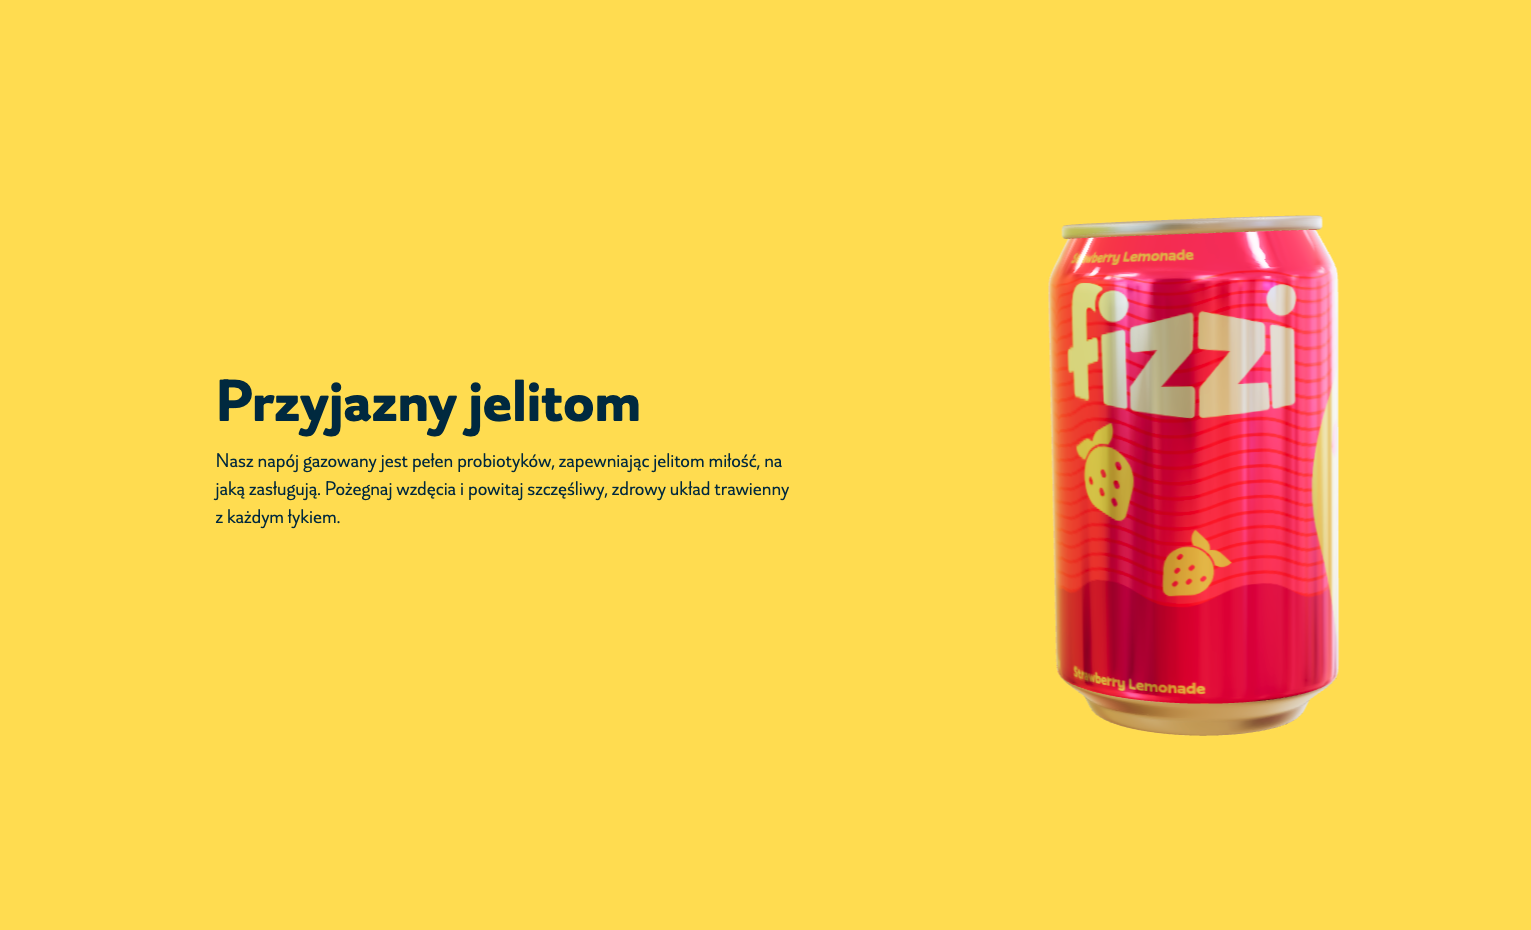 Przyjazny jelitom
Nasz napój gazowany jest pełen probiotyków, zapewniając jelitom miłość, na
jaką zasługują. Pożegnaj wzdęcia i powitaj szczęśliwy, zdrowy układ trawienny
z każdym łykiem.
Strawberry Lemonade
fizzi
Strawberry Lemonade